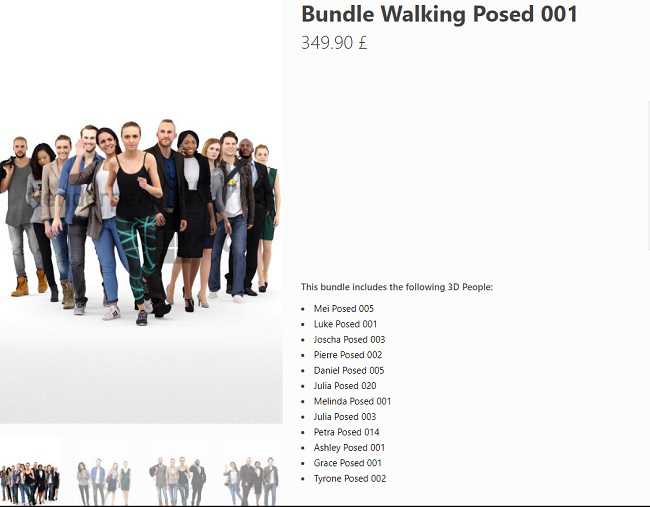 Bundle Walking Posed 001
349.90 £
This bundle includes the following 3D People:
• Mei Posed 005
• Luke Posed 001
• Joscha Posed 003
• Pierre Posed 002
• Daniel Posed 005
• Julia Posed 020
• Melinda Posed 001
• Julia Posed 003
• Petra Posed 014
• Ashley Posed 001
• Grace Posed 001
• Tyrone Posed 002